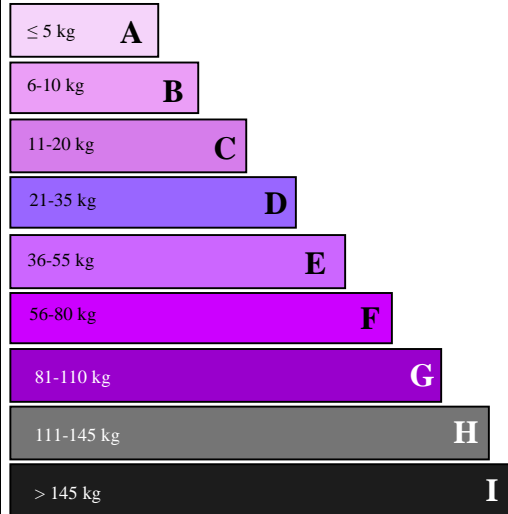 ≤ 5 kg A
6-10 kg B
11-20 kg C
21-35 kg D
36-55 kg E
56-80 kg F
81-110 kg G
111-145 kg H
> 145 kg I